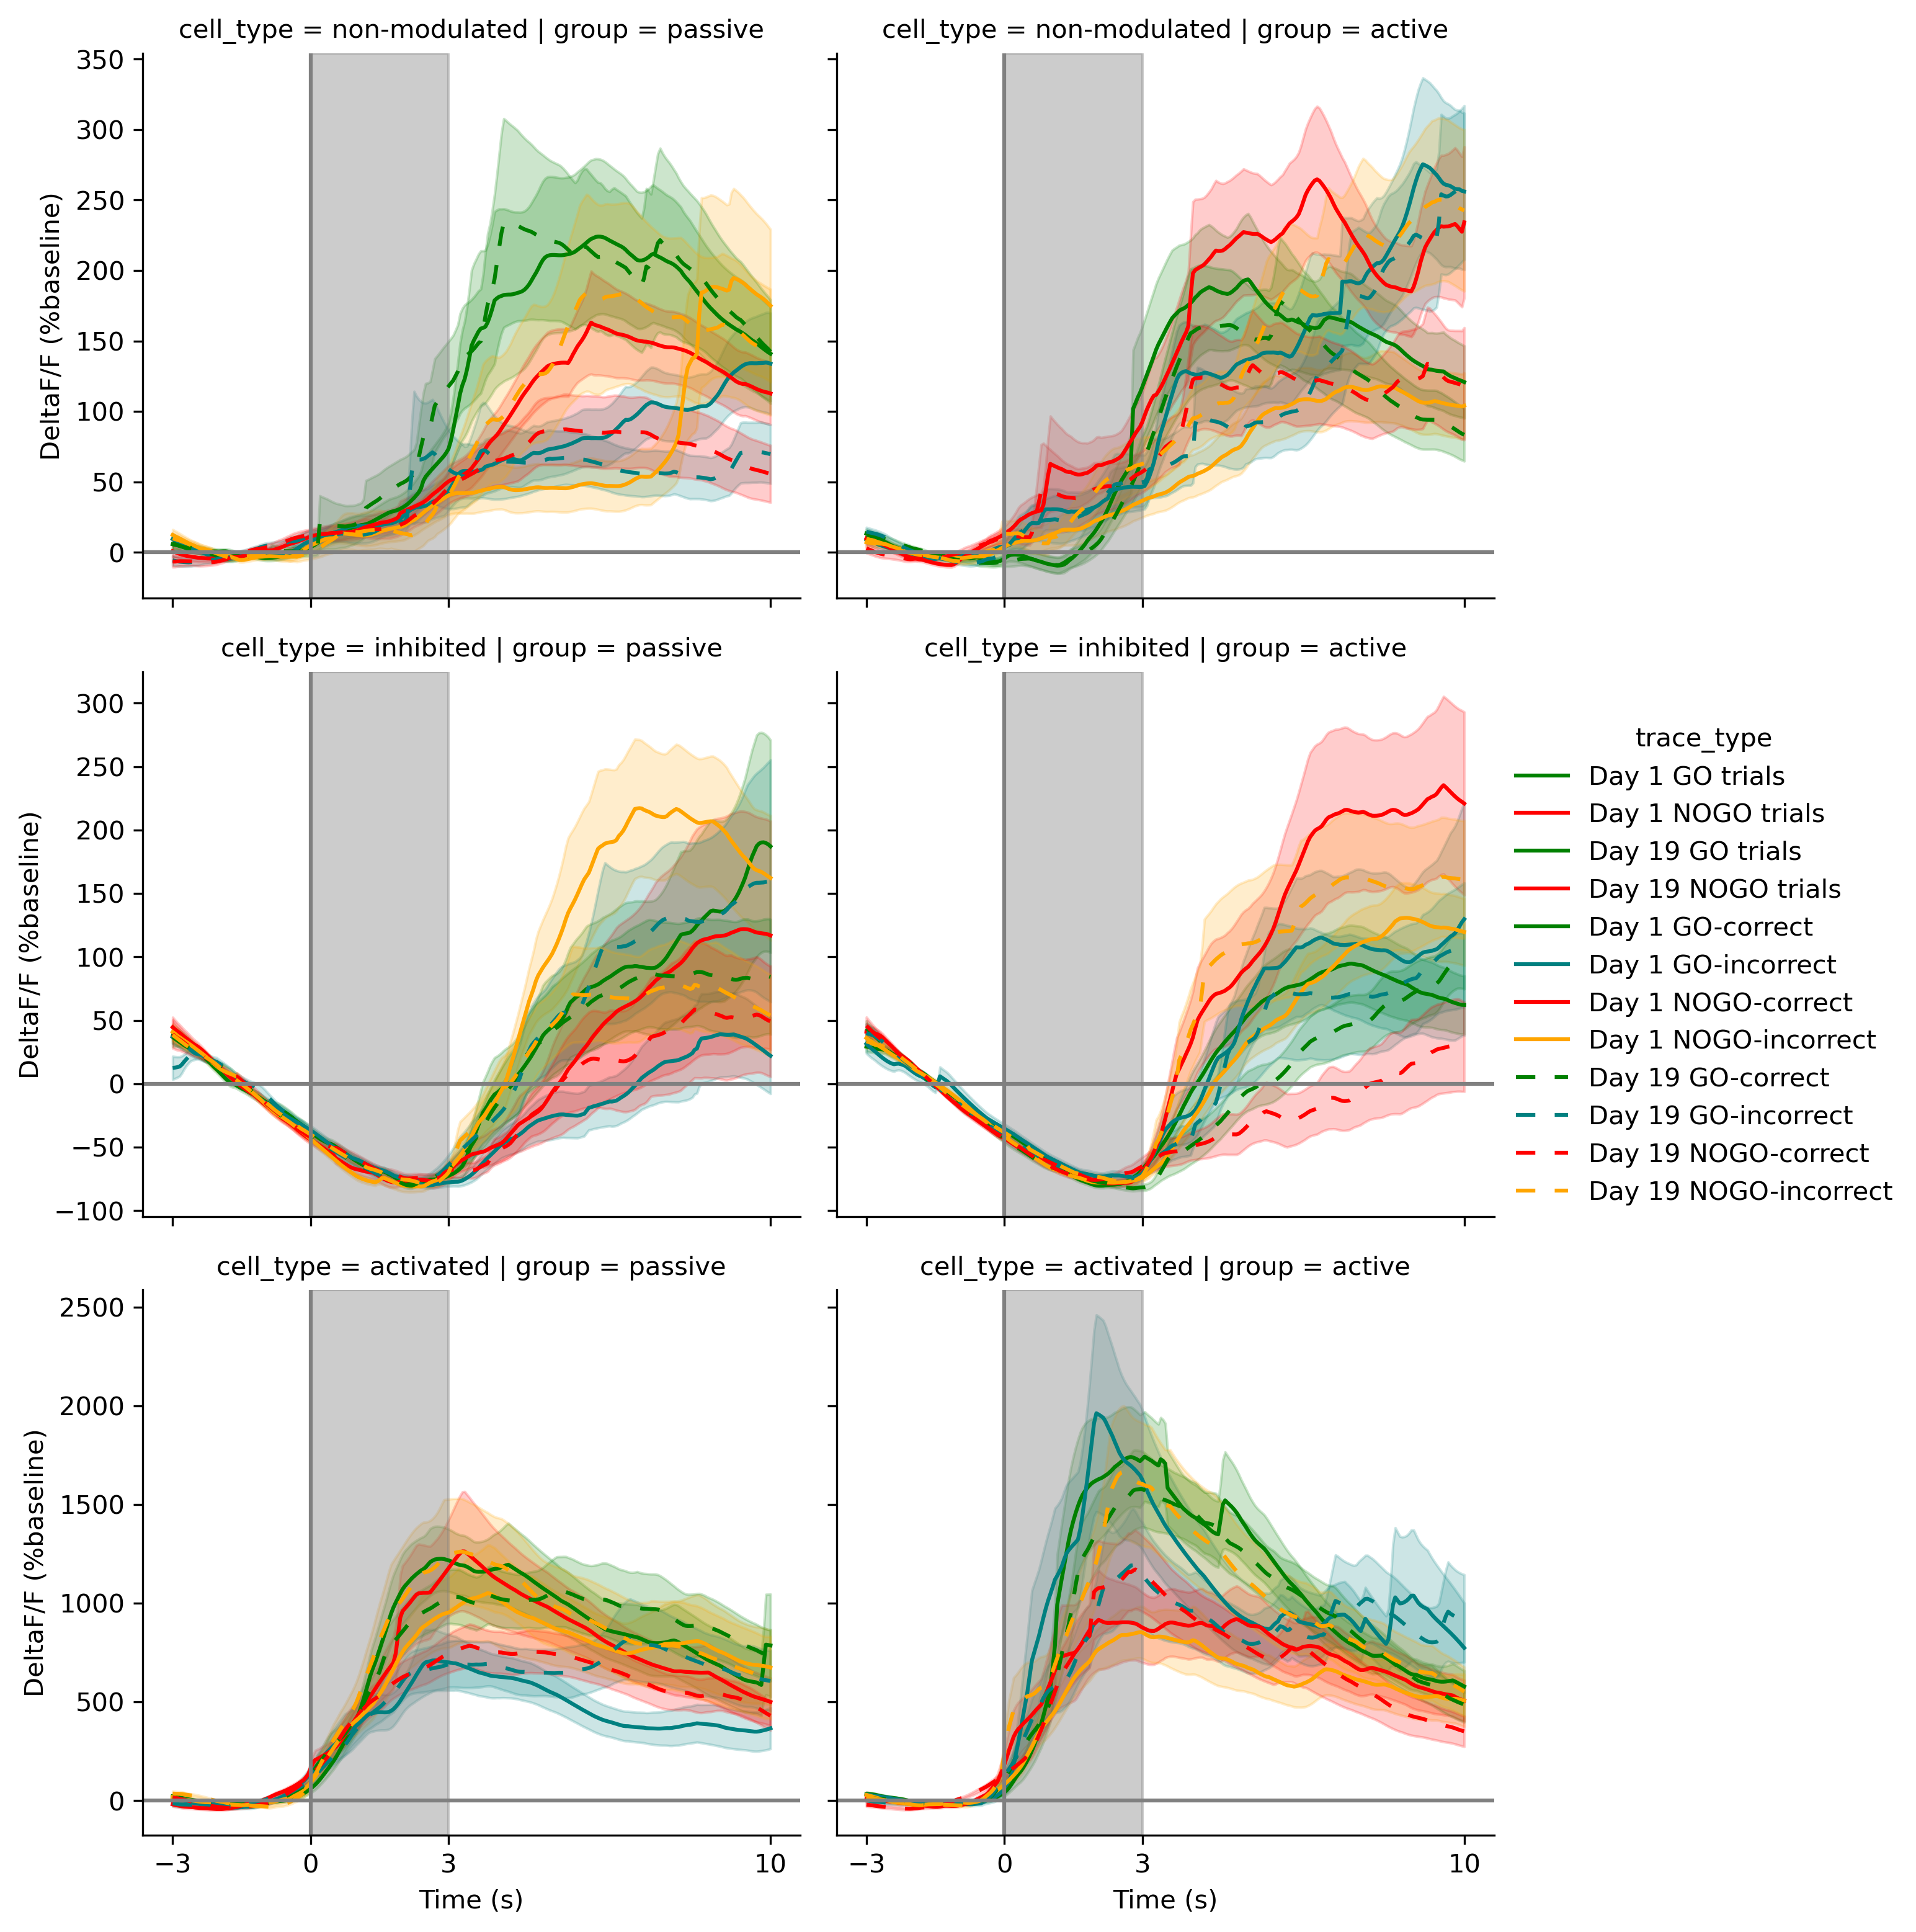 cell_type = non-modulated | group = passive
cell_type = non-modulated | group = active
350
300
250
200
150
100
50
0
DeltaF/F (%baseline)
cell_type = inhibited | group = passive
cell_type = inhibited | group = active
300
250
200
150
100
50
0
−50
−100
DeltaF/F (%baseline)
trace_type
Day 1 GO trials
Day 1 NOGO trials
Day 19 GO trials
Day 19 NOGO trials
Day 1 GO-correct
Day 1 GO-incorrect
Day 1 NOGO-correct
Day 1 NOGO-incorrect
Day 19 GO-correct
Day 19 GO-incorrect
Day 19 NOGO-correct
Day 19 NOGO-incorrect
cell_type = activated | group = passive
cell_type = activated | group = active
2500
2000
1500
1000
500
0
DeltaF/F (%baseline)
−3 0 3 10
−3 0 3 10
Time (s)
Time (s)